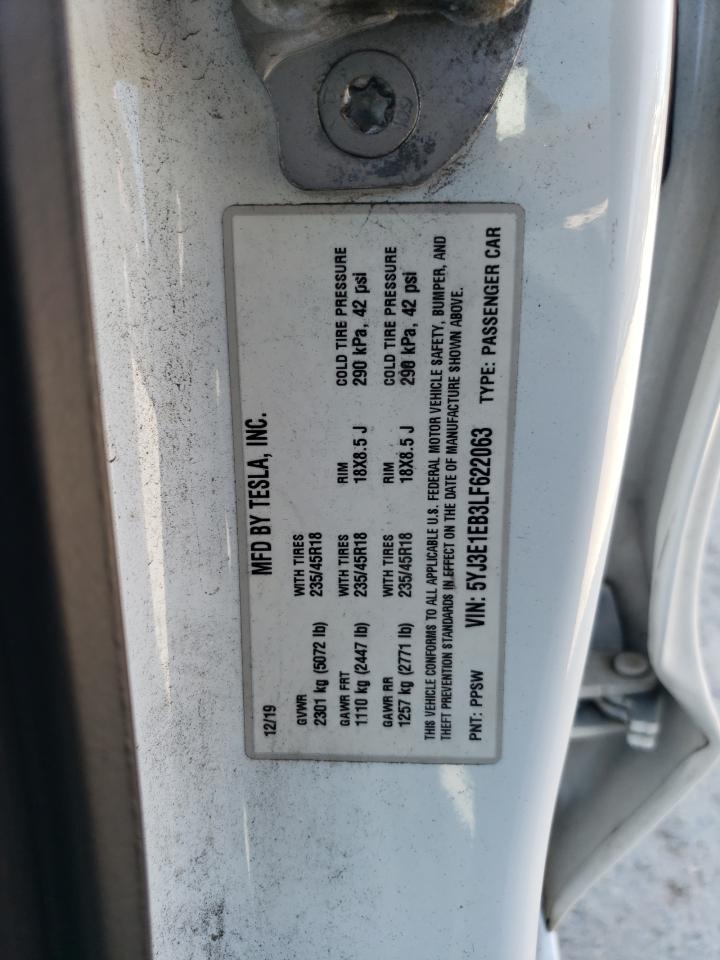 12/19 MFD BY TESLA, INC.
GVWR WITH TIRES
2301 kg (5072 lb) 235/45R18
GAWR FRT WITH TIRES RIM COLD TIRE PRESSURE
1110 kg (2447 lb) 235/45R18 18X8.5 J 290 kPa, 42 psi
GAWR RR WITH TIRES RIM COLD TIRE PRESSURE
1257 kg (2771 lb) 235/45R18 18X8.5 J 290 kPa, 42 psi
THIS VEHICLE CONFORMS TO ALL APPLICABLE U.S. FEDERAL MOTOR VEHICLE SAFETY, BUMPER, AND
THEFT PREVENTION STANDARDS IN EFFECT ON THE DATE OF MANUFACTURE SHOWN ABOVE.
PNT: PPSW VIN: 5YJ3E1EB3LF622063 TYPE: PASSENGER CAR